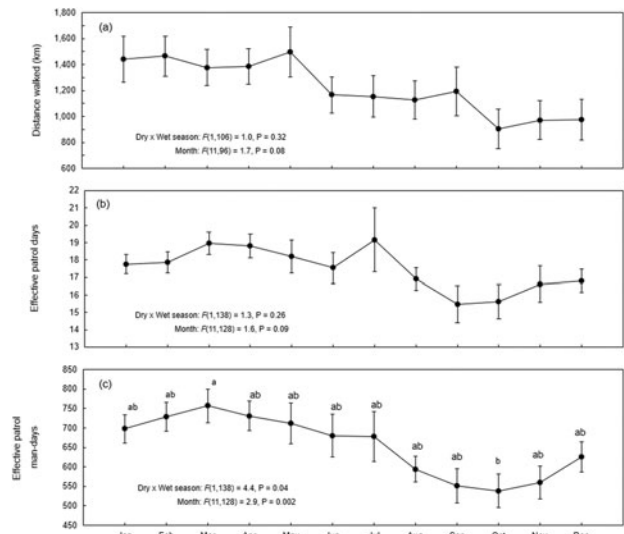 (a)
1,800
1,600
1,400
1,200
1,000
800
600
Distance walked (km)
Dry x Wet season: F(1,106) = 1.0, P = 0.32
Month: F(11,96) = 1.7, P = 0.08
(b)
22
21
20
19
18
17
16
15
14
13
Effective patrol days
Dry x Wet season: F(1,138) = 1.3, P = 0.26
Month: F(11,128) = 1.6, P = 0.09
(c)
850
800
750
700
650
600
550
500
450
Effective patrol
man-days
ab ab a ab ab ab ab ab ab b ab ab
Dry x Wet season: F(1,138) = 4.4, P = 0.04
Month: F(11,128) = 2.9, P = 0.002